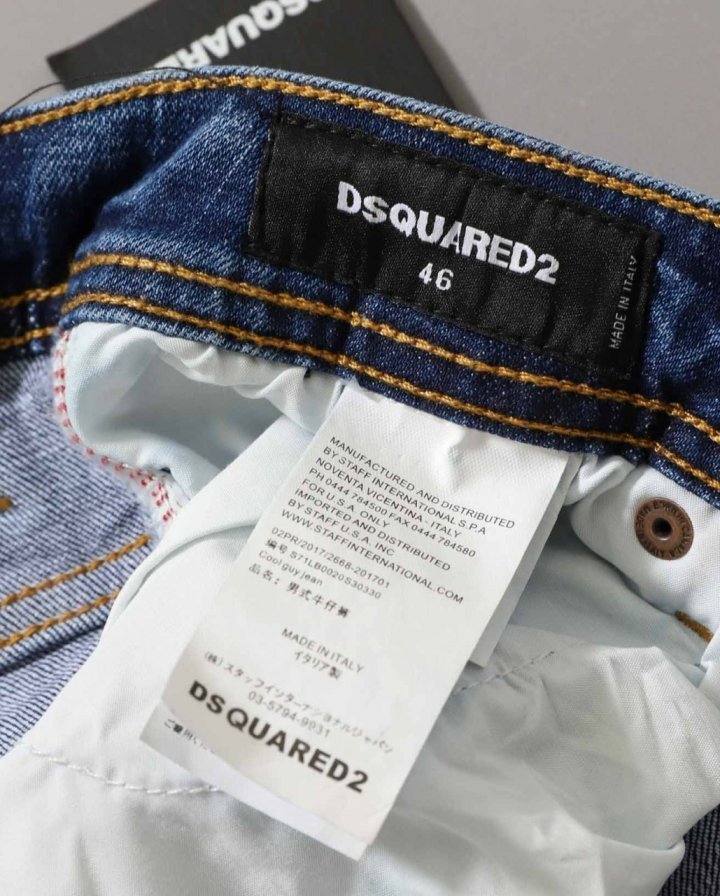 DSQUARED2
DSQUARED2
46
MADE IN ITALY
MANUFACTURED AND DISTRIBUTED
BY STAFF INTERNATIONAL S.P.A
NOVENTA VICENTINA - ITALY
PH 0444 784500 FAX 0444 784580
FOR U.S.A. ONLY
IMPORTED AND DISTRIBUTED
BY STAFF U.S.A. INC
WWW.STAFFINTERNATIONAL.COM
02PR/2017/2668-201701
编号 S71LB0020S30330
Cool guy jean
品名: 男式牛仔裤
MADE IN ITALY
イタリア製
(株)スタッフインターナショナルジャパン
03-5794-9931
DSQUARED2